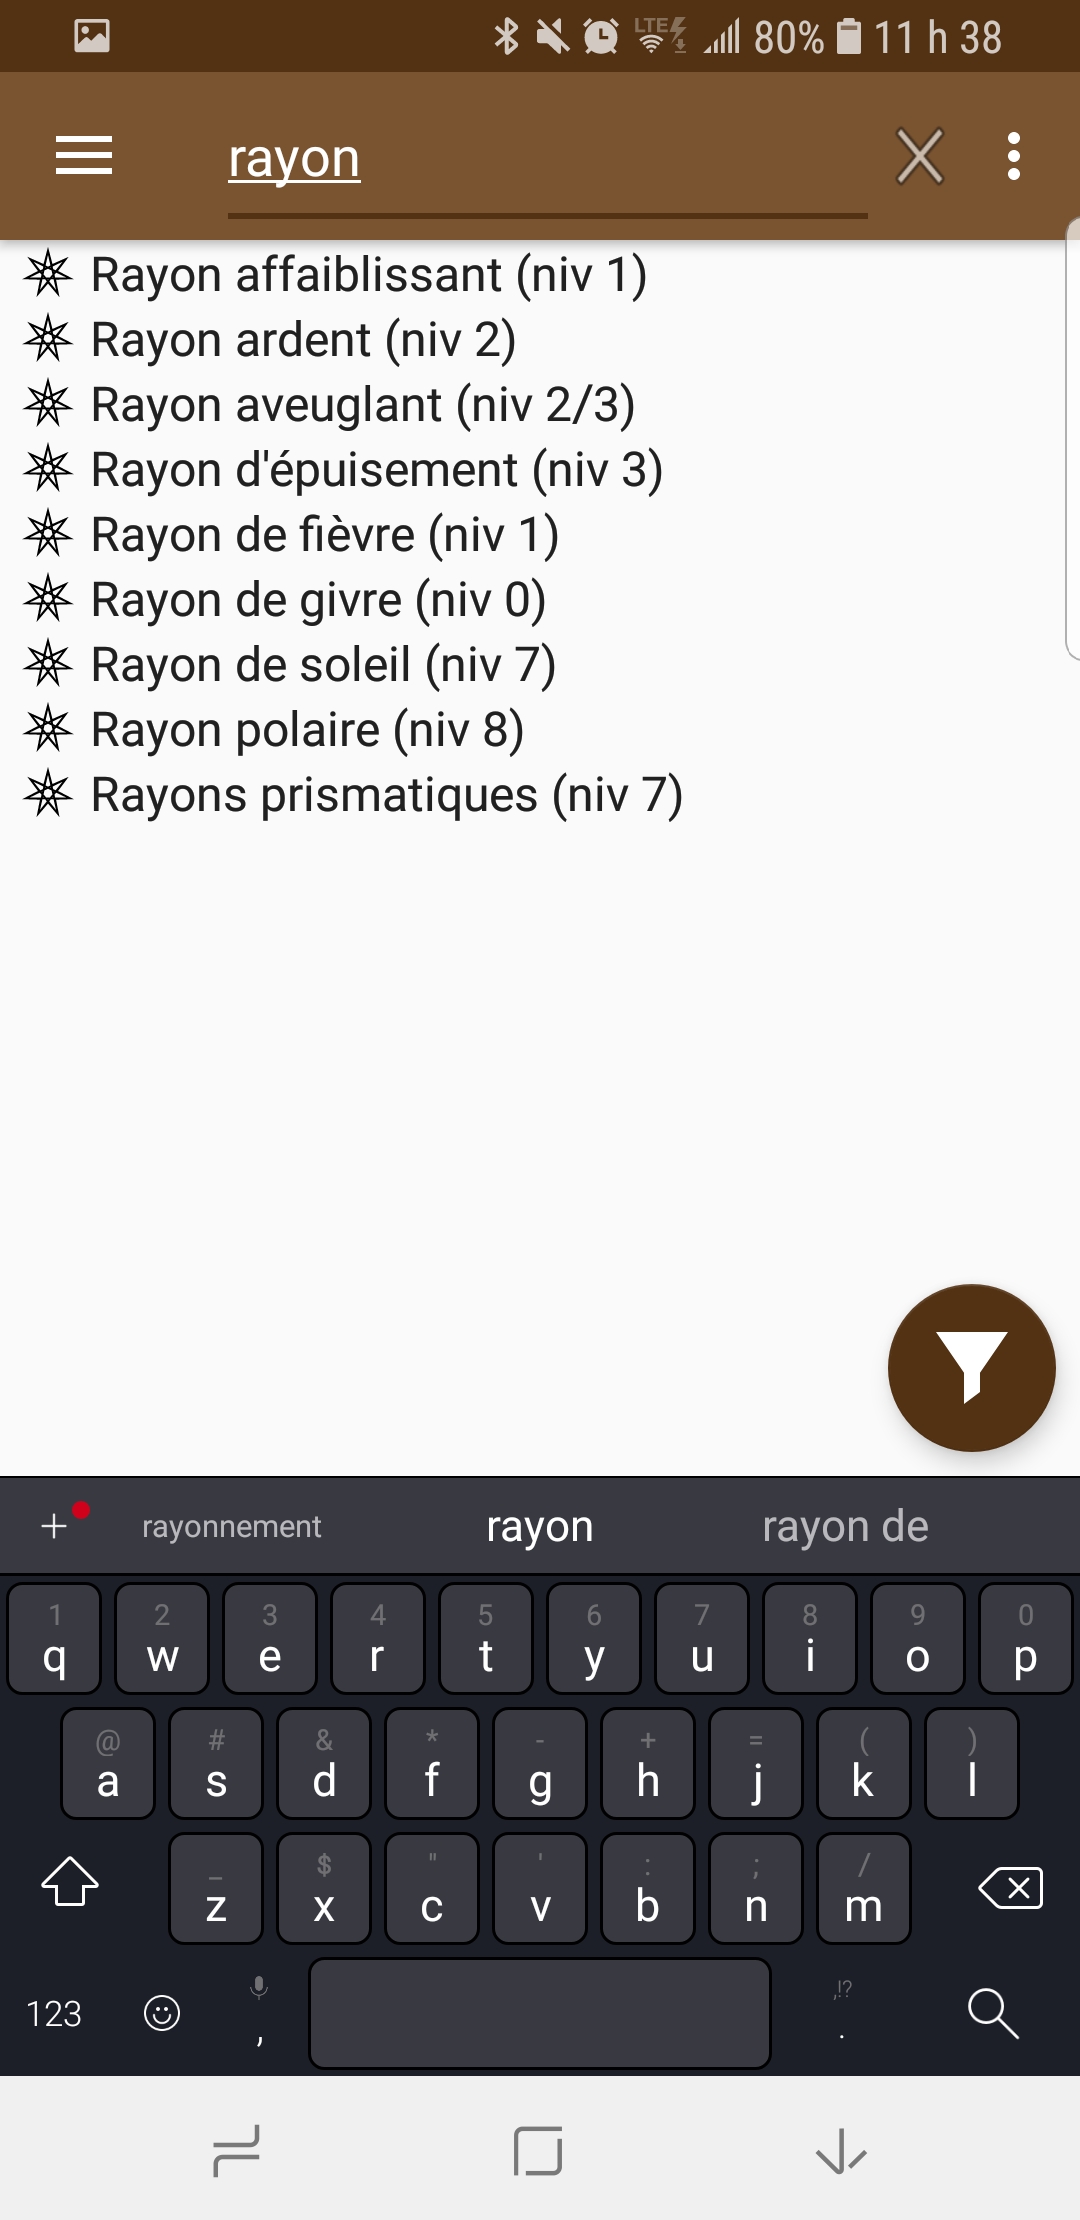 LTE 80% 11 h 38
rayon
Rayon affaiblissant (niv 1)
Rayon ardent (niv 2)
Rayon aveuglant (niv 2/3)
Rayon d'épuisement (niv 3)
Rayon de fièvre (niv 1)
Rayon de givre (niv 0)
Rayon de soleil (niv 7)
Rayon polaire (niv 8)
Rayons prismatiques (niv 7)
+ rayonnement rayon rayon de
1 2 3 4 5 6 7 8 9 0
q w e r t y u i o p
@ # & * - + = ( )
a s d f g h j k l
_ $ " ' : ; /
z x c v b n m
,!?
123 , .